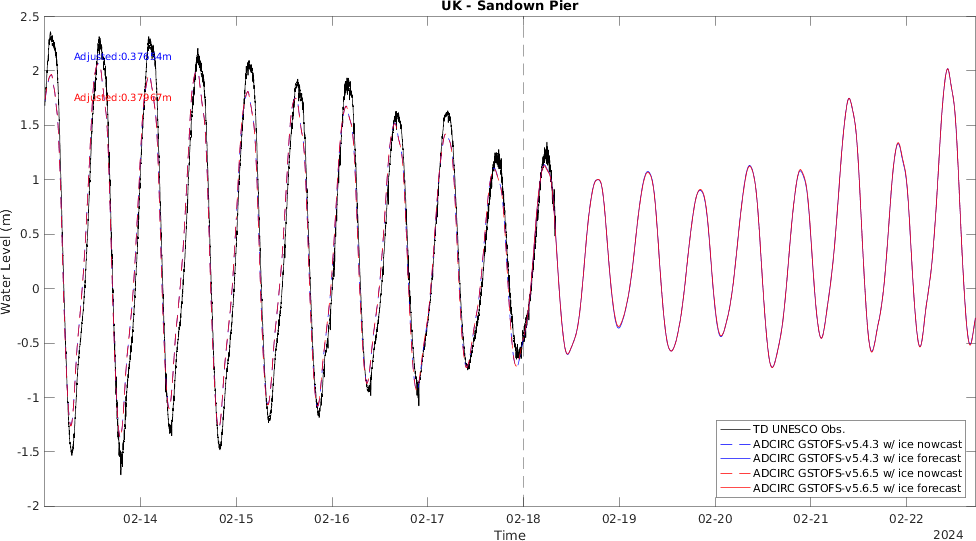 UK - Sandown Pier
2.5
2
1.5
1
0.5
0
-0.5
-1
-1.5
-2
Water Level (m)
Adjusted:0.37614m
Adjusted:0.37967m
TD UNESCO Obs.
ADCIRC GSTOFS-v5.4.3 w/ ice nowcast
ADCIRC GSTOFS-v5.4.3 w/ ice forecast
ADCIRC GSTOFS-v5.6.5 w/ ice nowcast
ADCIRC GSTOFS-v5.6.5 w/ ice forecast
02-14 02-15 02-16 02-17 02-18 02-19 02-20 02-21 02-22
Time
2024